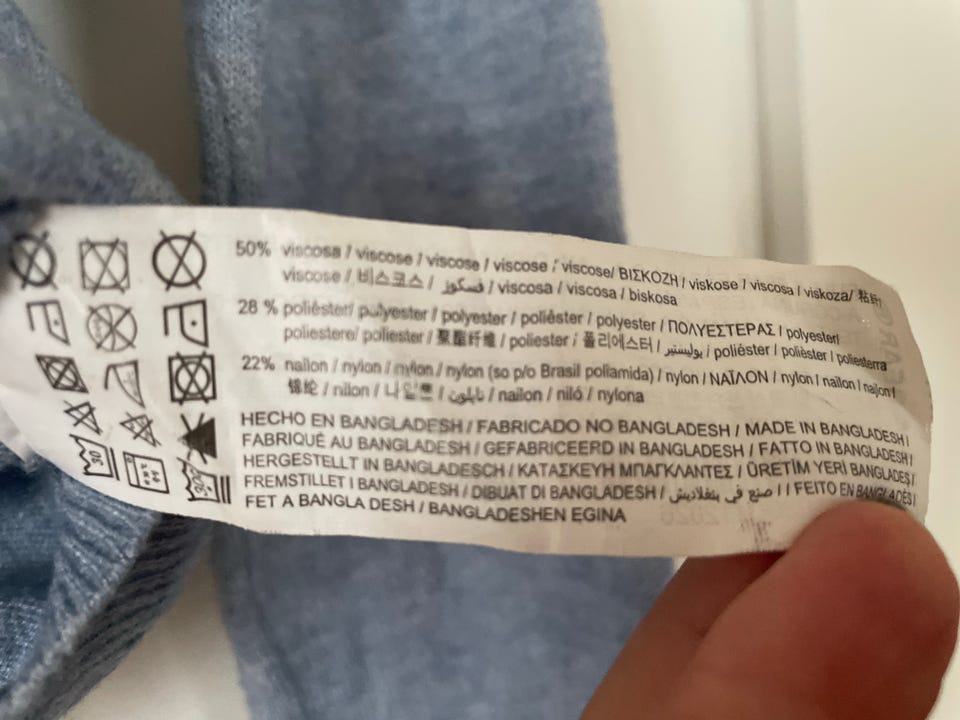 50% viscosa / viscose / viscose / viscose / viscose/ ΒΙΣΚΟΖΗ / viskose / viscosa / viskoza/ 粘纤/
viscose / 비스코스 / فسكوز / viscosa / viscosa / biskosa
28 % poliéster/ polyester / polyester / poliêster / polyester / ΠΟΛΥΕΣΤΕΡΑΣ / polyester/
poliestere/ poliester / 聚酯纤维 / poliester / 폴리에스터 / بوليستير / poliéster / polièster / poliesterra
22% nailon / nylon / nylon / nylon (so p/o Brasil poliamida) / nylon / ΝΑΪΛΟΝ / nylon / nailon / najlon /
锦纶 / nilon / 나일론 / نايلون / nailon / niló / nylona
HECHO EN BANGLADESH / FABRICADO NO BANGLADESH / MADE IN BANGLADESH /
FABRIQUÉ AU BANGLADESH / GEFABRICEERD IN BANGLADESH / FATTO IN BANGLADESH /
HERGESTELLT IN BANGLADESCH / ΚΑΤΑΣΚΕΥΗ ΜΠΑΓΚΛΑΝΤΕΣ / ÜRETİM YERİ BANGLADEŞ /
FREMSTILLET I BANGLADESH / DIBUAT DI BANGLADESH / صنع في بنغلاديش / / FEITO EN BANGLADÉS/
FET A BANGLA DESH / BANGLADESHEN EGINA
30